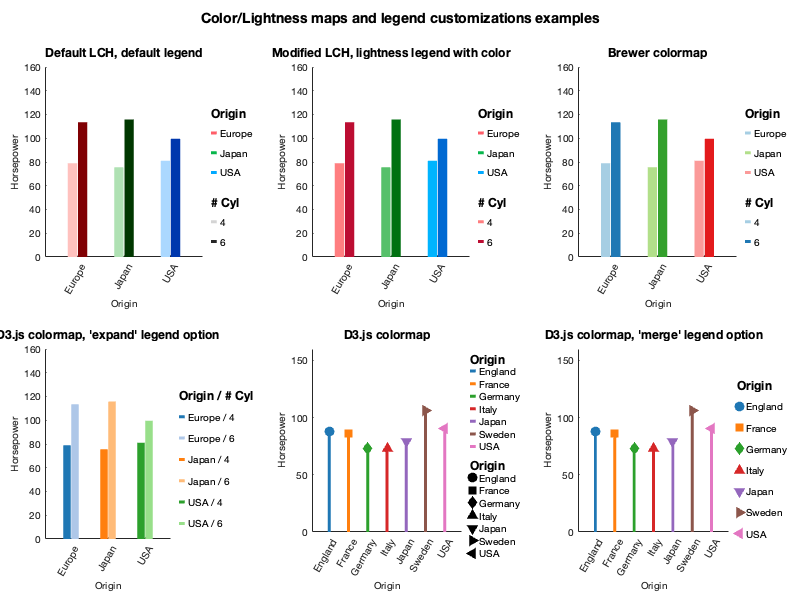 Color/Lightness maps and legend customizations examples
Default LCH, default legend
160
140
120
100
80
60
40
20
0
Horsepower
Europe
Japan
USA
Origin
Origin
Europe
Japan
USA
# Cyl
4
6
Modified LCH, lightness legend with color
160
140
120
100
80
60
40
20
0
Horsepower
Europe
Japan
USA
Origin
Origin
Europe
Japan
USA
# Cyl
4
6
Brewer colormap
160
140
120
100
80
60
40
20
0
Horsepower
Europe
Japan
USA
Origin
Origin
Europe
Japan
USA
# Cyl
4
6
D3.js colormap, 'expand' legend option
160
140
120
100
80
60
40
20
0
Horsepower
Europe
Japan
USA
Origin
Origin / # Cyl
Europe / 4
Europe / 6
Japan / 4
Japan / 6
USA / 4
USA / 6
D3.js colormap
150
100
50
0
Horsepower
England
France
Germany
Italy
Japan
Sweden
USA
Origin
Origin
England
France
Germany
Italy
Japan
Sweden
USA
Origin
England
France
Germany
Italy
Japan
Sweden
USA
D3.js colormap, 'merge' legend option
150
100
50
0
Horsepower
England
France
Germany
Italy
Japan
Sweden
USA
Origin
Origin
England
France
Germany
Italy
Japan
Sweden
USA